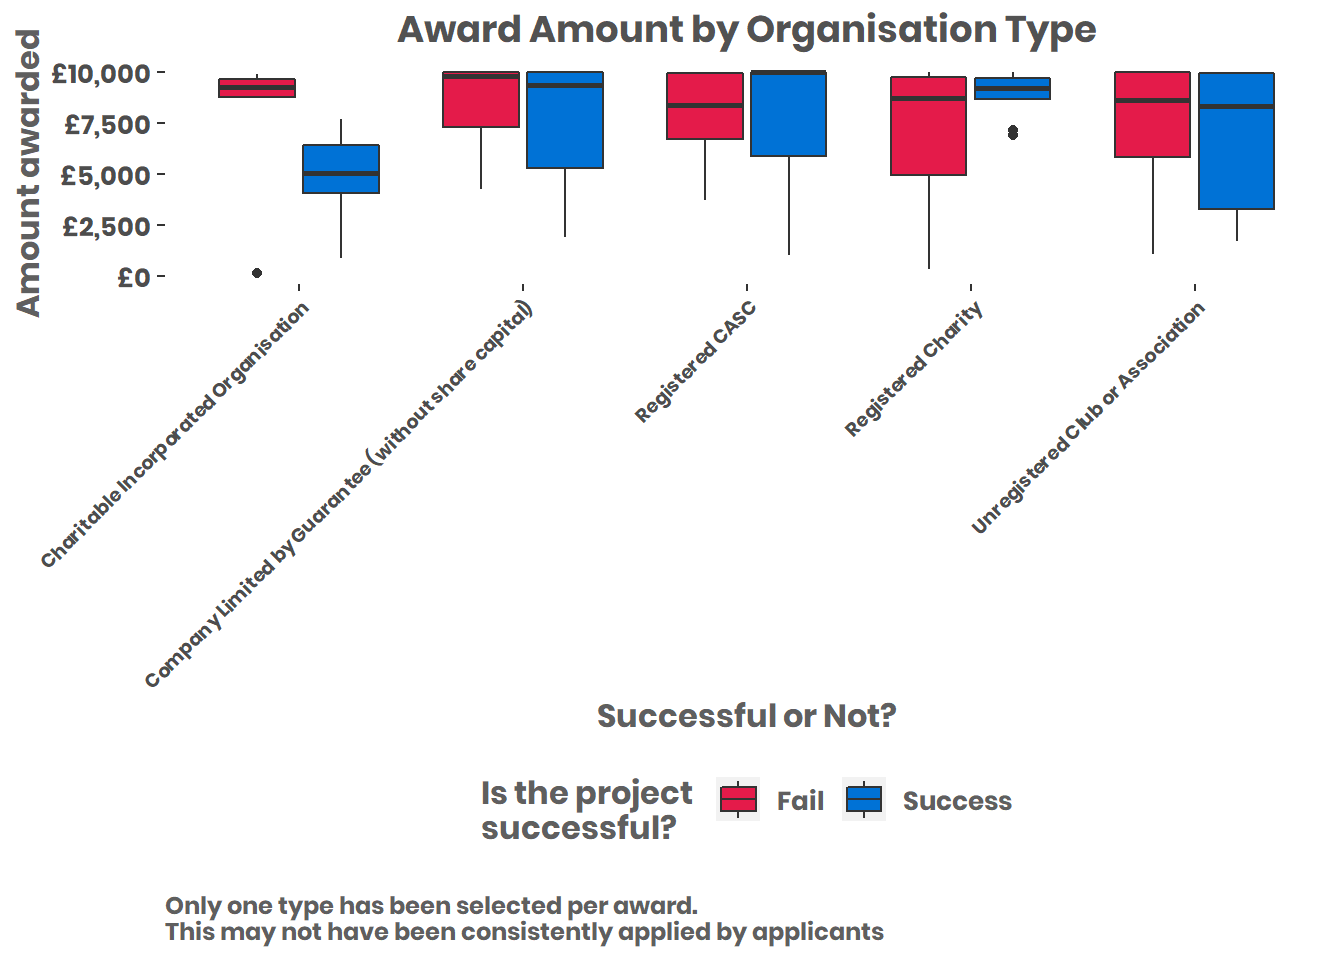 Award Amount by Organisation Type
Amount awarded
£10,000
£7,500
£5,000
£2,500
£0
Charitable Incorporated Organisation
Company Limited by Guarantee (without share capital)
Registered CASC
Registered Charity
Unregistered Club or Association
Successful or Not?
Is the project
successful?
Fail
Success
Only one type has been selected per award.
This may not have been consistently applied by applicants